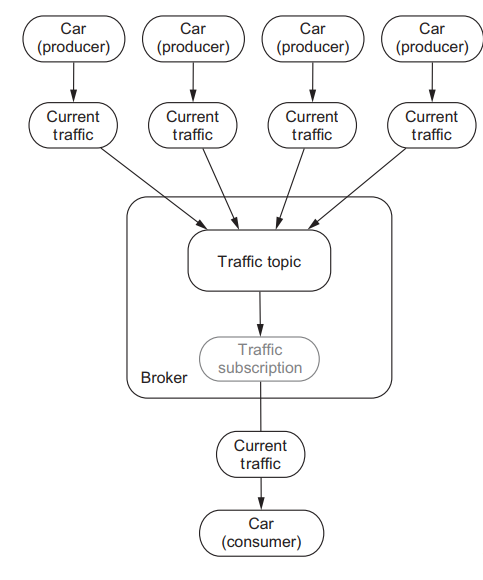 Car
(producer)
Car
(producer)
Car
(producer)
Car
(producer)
Current
traffic
Current
traffic
Current
traffic
Current
traffic
Traffic topic
Traffic
subscription
Broker
Current
traffic
Car
(consumer)